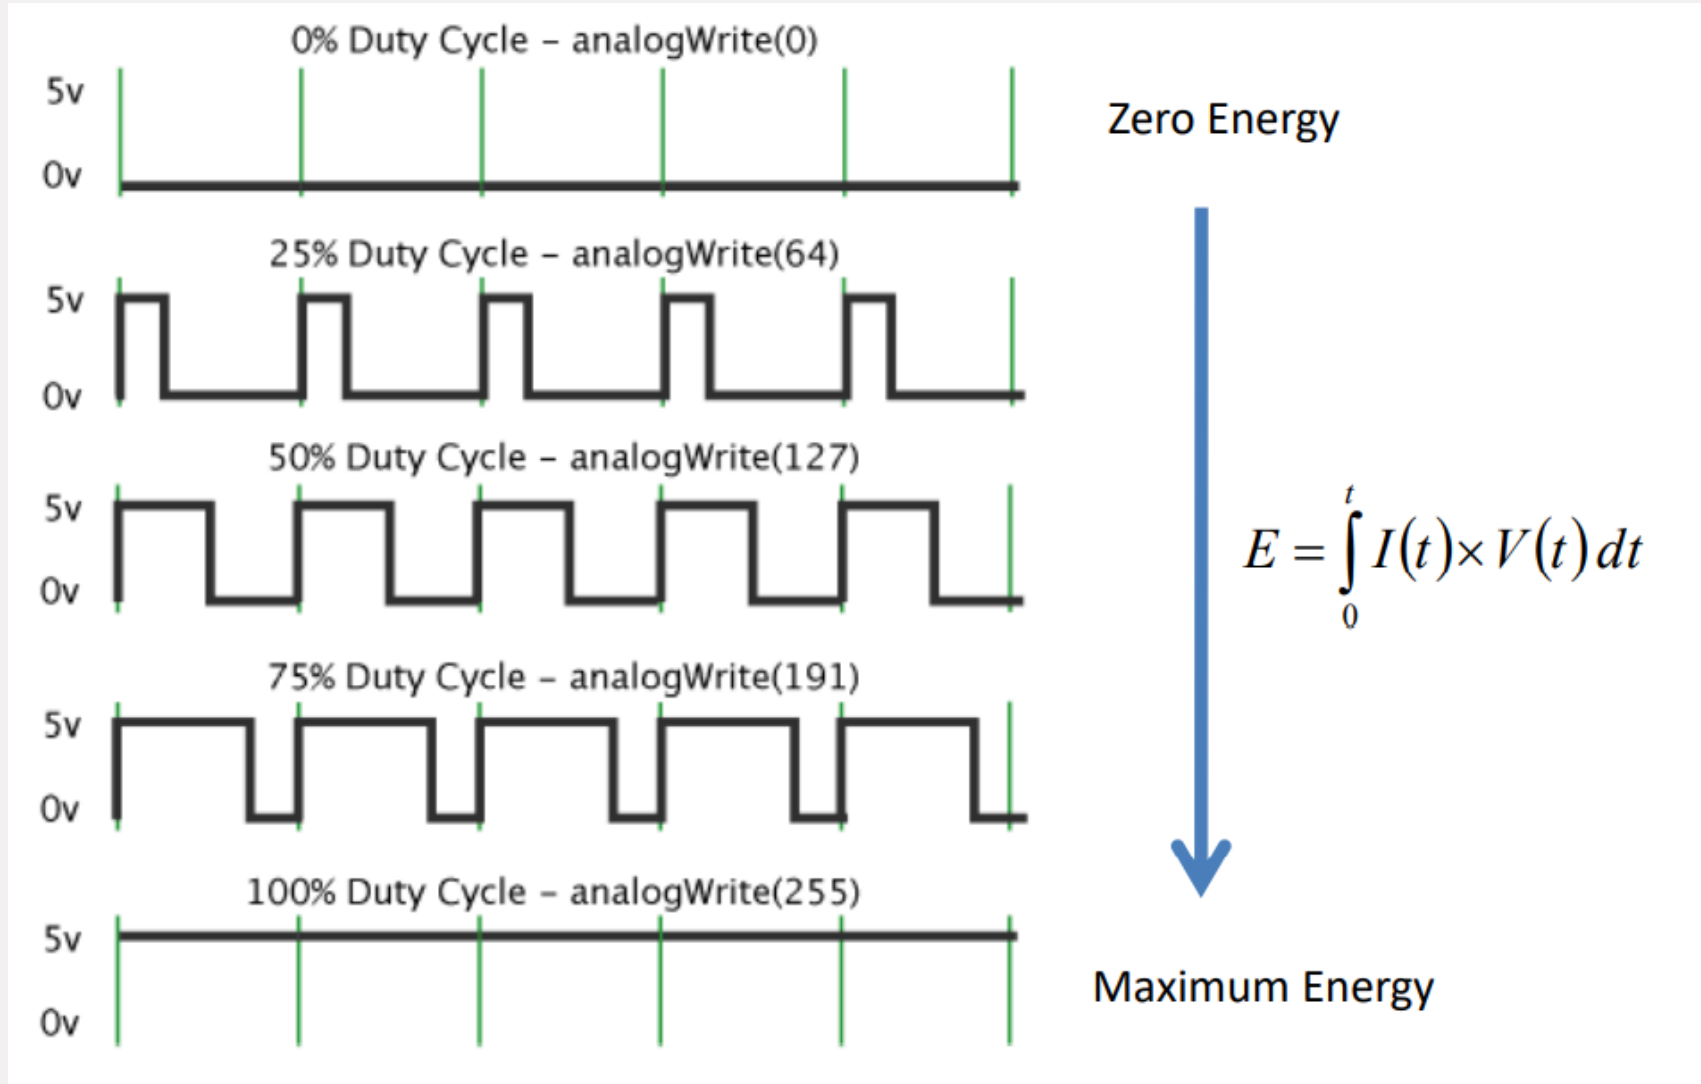 0% Duty Cycle – analogWrite(0)
5v
0v
Zero Energy
25% Duty Cycle – analogWrite(64)
5v
0v
50% Duty Cycle – analogWrite(127)
5v
0v
E = ∫₀ᵗ I(t)×V(t) dt
75% Duty Cycle – analogWrite(191)
5v
0v
100% Duty Cycle – analogWrite(255)
5v
0v
Maximum Energy